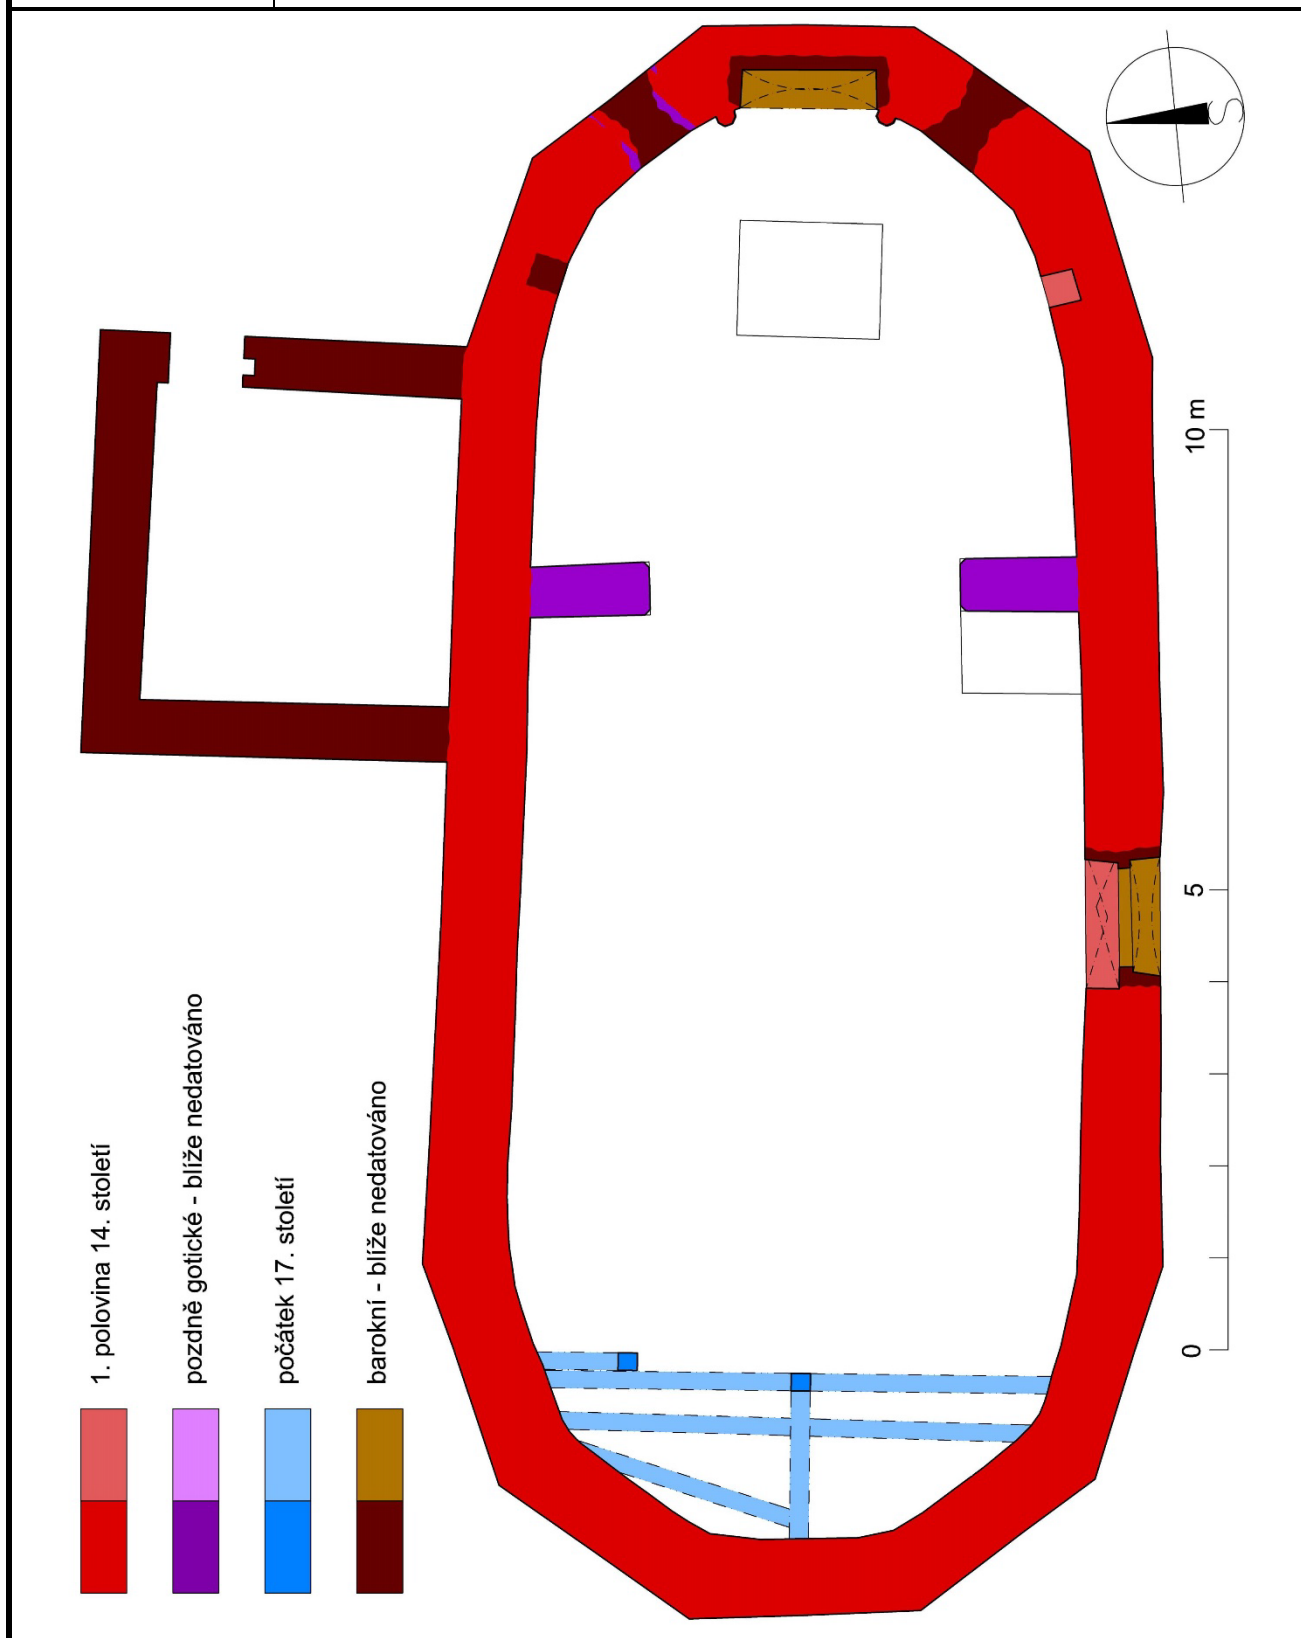 1. polovina 14. století
pozdně gotické - blíže nedatováno
počátek 17. století
barokní - blíže nedatováno
0
5
10 m
S